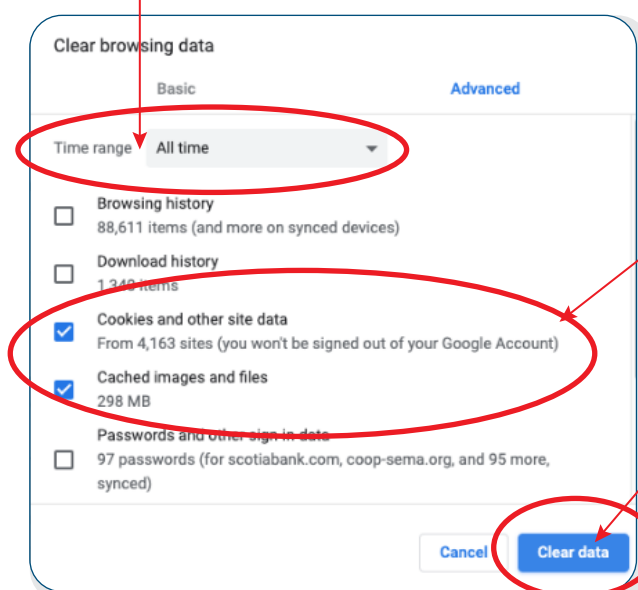 Clear browsing data
Basic Advanced
Time range All time
Browsing history
88,611 items (and more on synced devices)
Download history
1,348 items
Cookies and other site data
From 4,163 sites (you won't be signed out of your Google Account)
Cached images and files
298 MB
Passwords and other sign-in data
97 passwords (for scotiabank.com, coop-sema.org, and 95 more,
synced)
Cancel Clear data